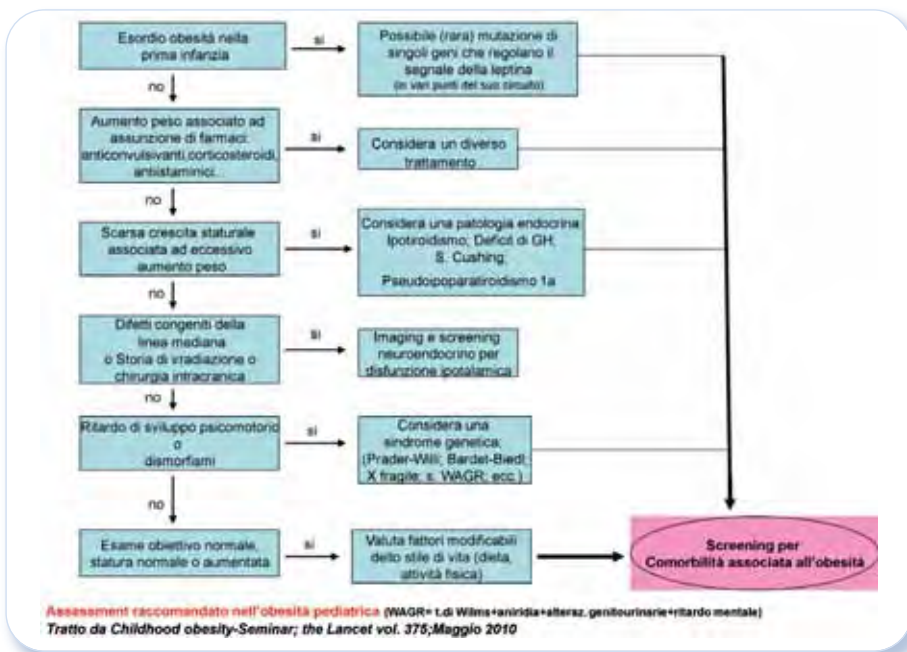 Esordio obesità nella
prima infanzia
si
Possibile (rara) mutazione di
singoli geni che regolano il
segnale della leptina
(in vari punti del suo circuito)
no
Aumento peso associato ad
assunzione di farmaci:
anticonvulsivanti,corticosteroidi,
antistaminici...
si
Considera un diverso
trattamento
no
Scarsa crescita staturale
associata ad eccessivo
aumento peso
si
Considera una patologia endocrina:
Ipotiroidismo; Deficit di GH;
S. Cushing;
Pseudoipoparatiroidismo 1a
no
Difetti congeniti della
linea mediana
o Storia di irradiazione o
chirurgia intracranica
si
Imaging e screening
neuroendocrino per
disfunzione ipotalamica
no
Ritardo di sviluppo psicomotorio
o
dismorfismi
si
Considera una
sindrome genetica:
(Prader-Willi; Bardet-Biedl;
X fragile; s. WAGR; ecc.)
no
Esame obiettivo normale,
statura normale o aumentata
si
Valuta fattori modificabili
dello stile di vita (dieta,
attività fisica)
Screening per
Comorbilità associata all'obesità
Assessment raccomandato nell'obesità pediatrica (WAGR= t.di Wilms+aniridia+alteraz. genitourinarie+ritardo mentale)
Tratto da Childhood obesity-Seminar; the Lancet vol. 375;Maggio 2010